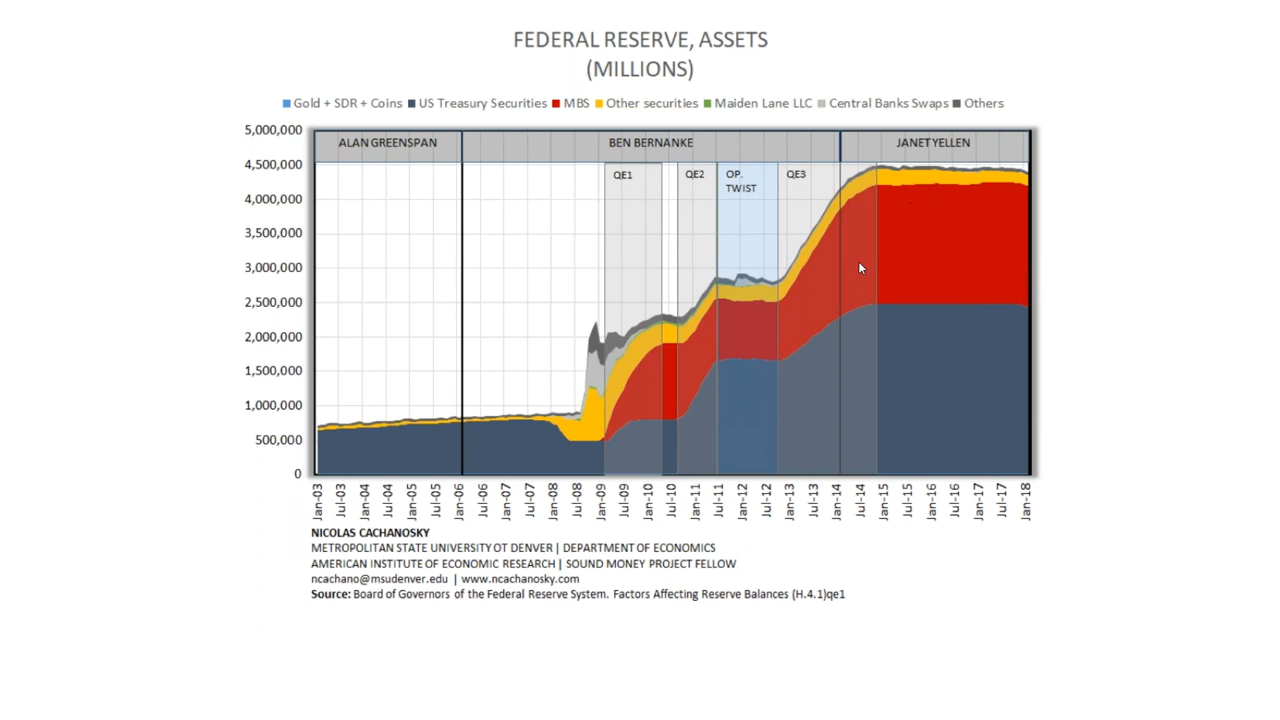 FEDERAL RESERVE, ASSETS
(MILLIONS)
Gold + SDR + Coins US Treasury Securities MBS Other securities Maiden Lane LLC Central Banks Swaps Others
5,000,000
ALAN GREENSPAN BEN BERNANKE JANET YELLEN
4,500,000
QE1 QE2 OP. QE3
TWIST
4,000,000
3,500,000
3,000,000
2,500,000
2,000,000
1,500,000
1,000,000
500,000
0
Jan-03 Jul-03 Jan-04 Jul-04 Jan-05 Jul-05 Jan-06 Jul-06 Jan-07 Jul-07 Jan-08 Jul-08 Jan-09 Jul-09 Jan-10 Jul-10 Jan-11 Jul-11 Jan-12 Jul-12 Jan-13 Jul-13 Jan-14 Jul-14 Jan-15 Jul-15 Jan-16 Jul-16 Jan-17 Jul-17 Jan-18
NICOLAS CACHANOSKY
METROPOLITAN STATE UNIVERSITY OT DENVER | DEPARTMENT OF ECONOMICS
AMERICAN INSTITUTE OF ECONOMIC RESEARCH | SOUND MONEY PROJECT FELLOW
ncachano@msudenver.edu | www.ncachanosky.com
Source: Board of Governors of the Federal Reserve System. Factors Affecting Reserve Balances (H.4.1)qe1